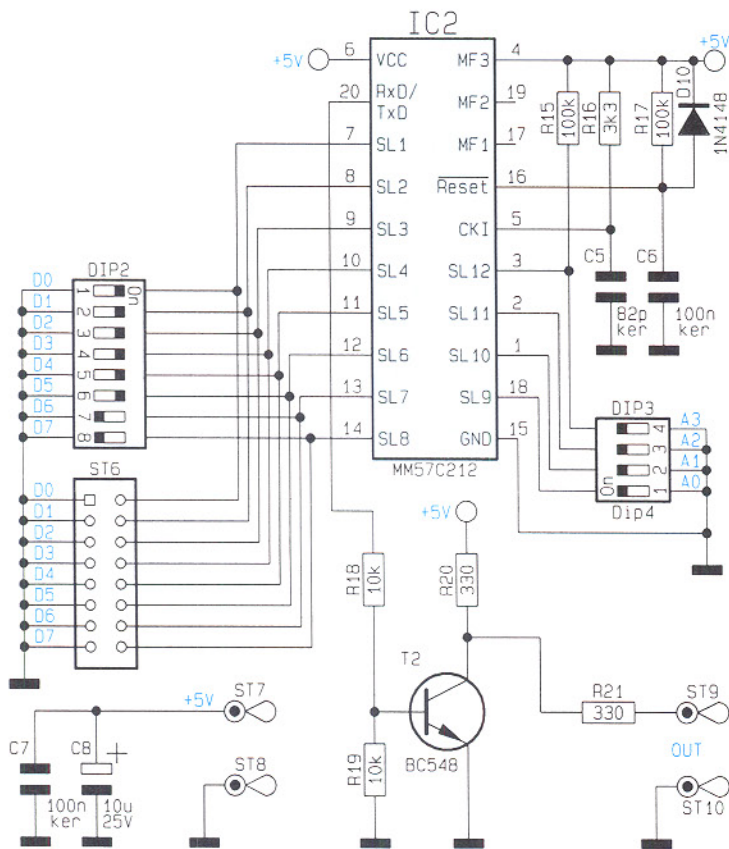 IC2
+5V
6
VCC
MF3
4
+5V
20
RxD/
TxD
MF2
19
7
SL1
MF1
17
8
SL2
Reset
16
9
SL3
CKI
5
10
SL4
SL12
3
11
SL5
SL11
2
12
SL6
SL10
1
13
SL7
SL9
18
14
SL8
GND
15
MM57C212
R15
100k
R16
3k3
R17
100k
D10
1N4148
C5
82p
ker
C6
100n
ker
DIP2
On
D0
1
D1
2
D2
3
D3
4
D4
5
D5
6
D6
7
D7
8
DIP3
4
A3
3
A2
2
A1
On
1
A0
Dip4
ST6
D0
D1
D2
D3
D4
D5
D6
D7
+5V
R18
10k
R20
330
T2
BC548
R19
10k
R21
330
ST9
OUT
ST10
+5V
ST7
C7
100n
ker
C8
+
10u
25V
ST8